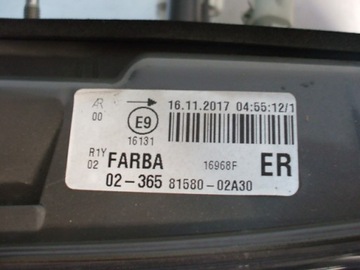 AR
00
E9
16131
16.11.2017 04:55:12/1
R1Y
02
FARBA
16968F
ER
02-365 81580-02A30